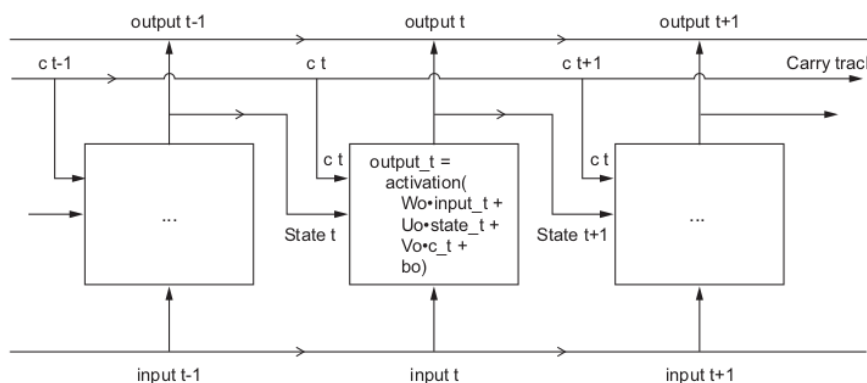 output t-1
output t
output t+1
c t-1
c t
c t+1
Carry track
c t
output_t =
activation(
Wo•input_t +
Uo•state_t +
Vo•c_t +
bo)
c t
...
...
State t
State t+1
input t-1
input t
input t+1